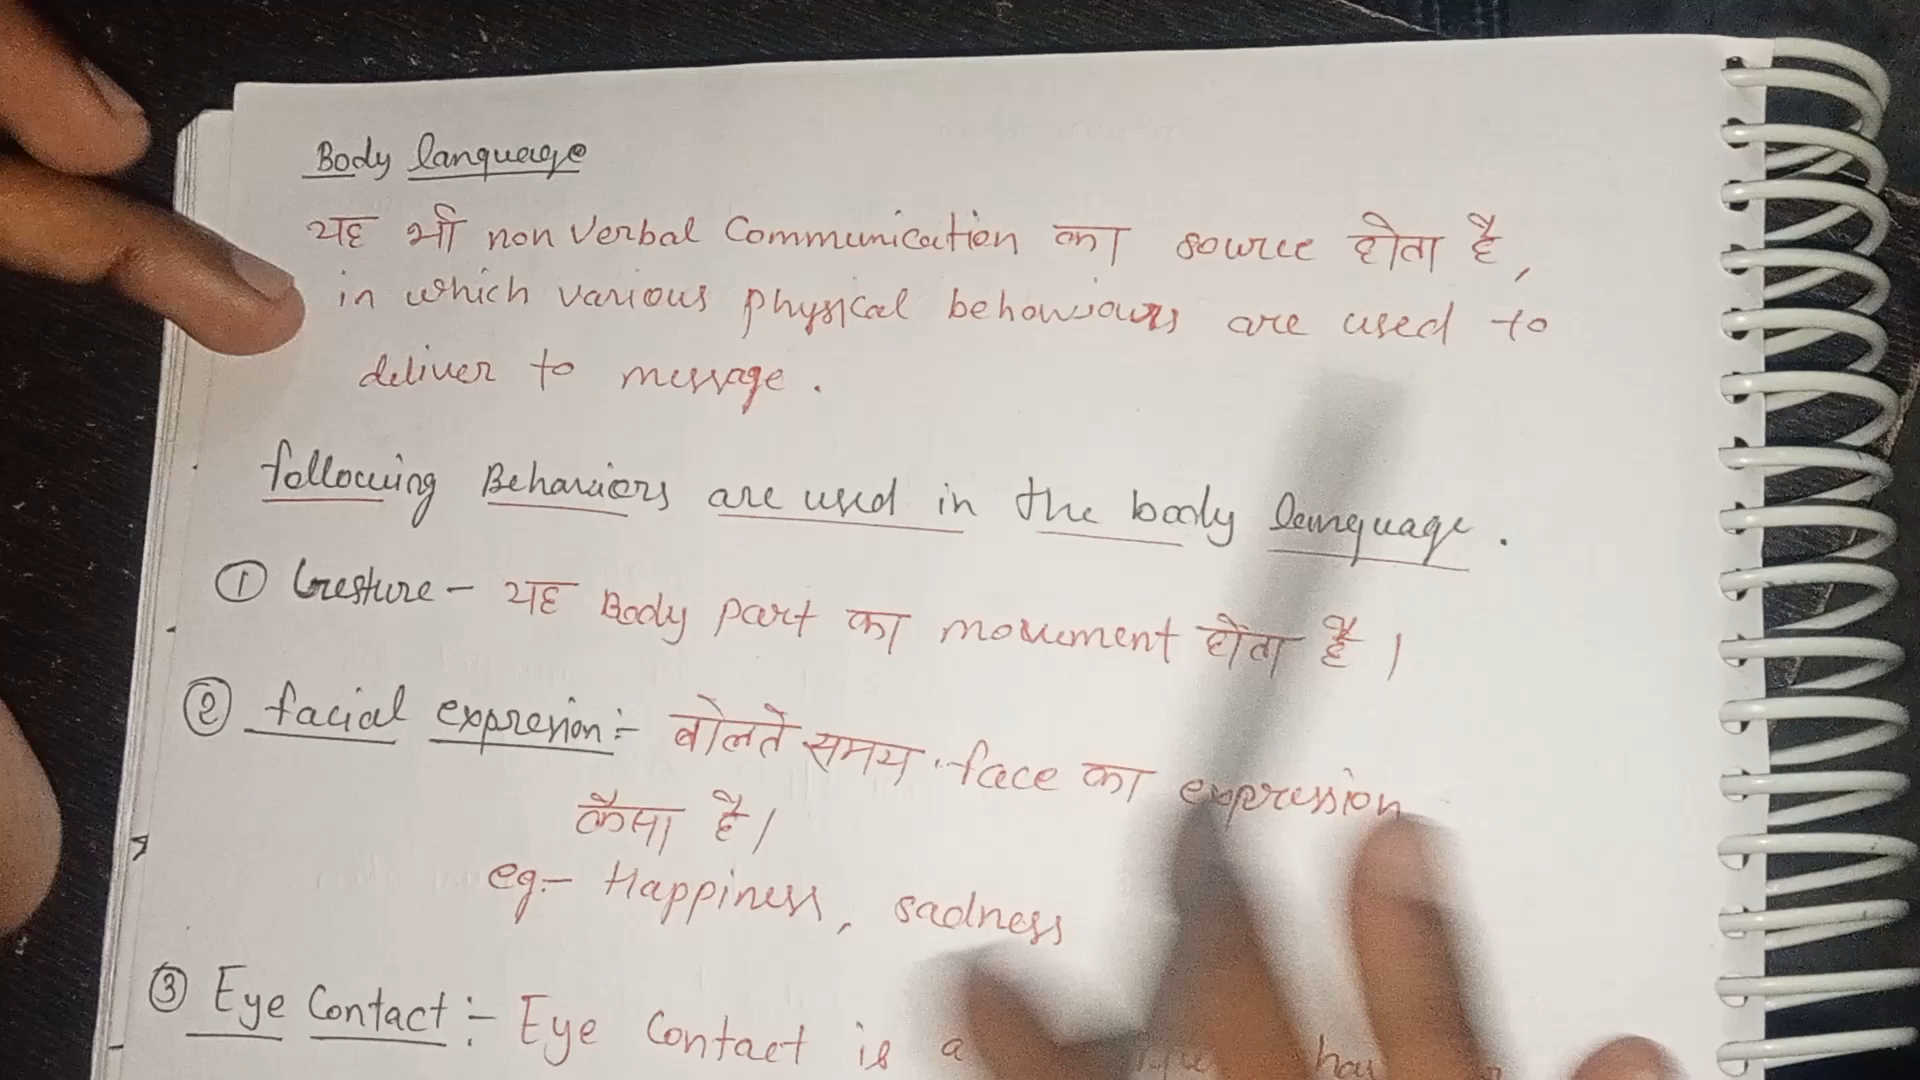 Body language
यह भी non verbal Communication का source होता है,
in which various physical behaviours are used to
deliver to message.
following Behaviors are used in the body language.
① Gesture - यह Body part का movement होता है।
② facial expression :- बोलते समय face का expression
कैसा है।
eg:- Happiness, sadness
③ Eye Contact :- Eye Contact is a